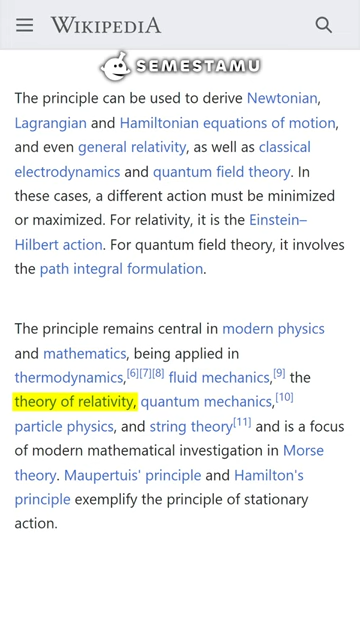 WIKIPEDIA
SEMESTAMU
The principle can be used to derive Newtonian,
Lagrangian and Hamiltonian equations of motion,
and even general relativity, as well as classical
electrodynamics and quantum field theory. In
these cases, a different action must be minimized
or maximized. For relativity, it is the Einstein–
Hilbert action. For quantum field theory, it involves
the path integral formulation.
The principle remains central in modern physics
and mathematics, being applied in
thermodynamics,[6][7][8] fluid mechanics,[9] the
theory of relativity, quantum mechanics,[10]
particle physics, and string theory[11] and is a focus
of modern mathematical investigation in Morse
theory. Maupertuis' principle and Hamilton's
principle exemplify the principle of stationary
action.